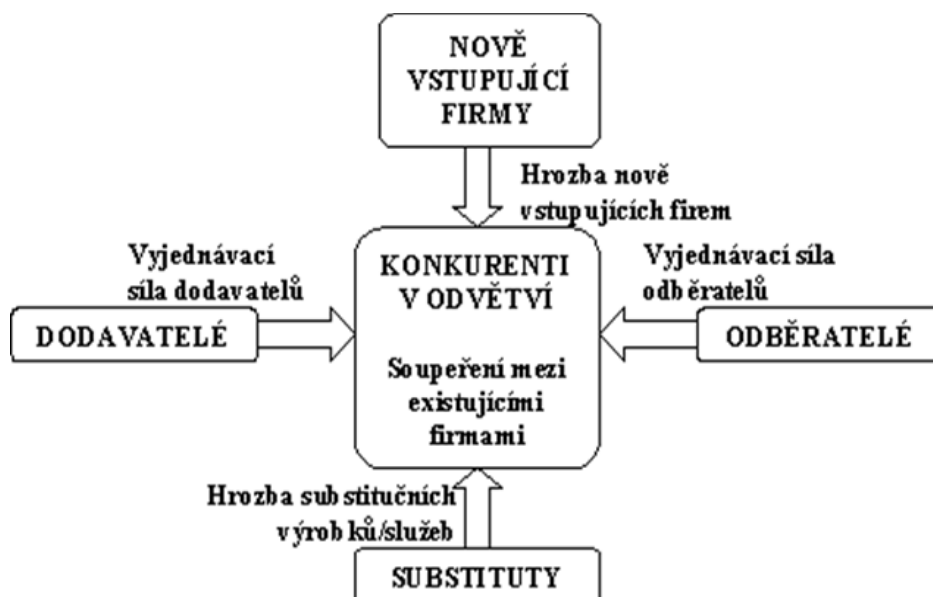 NOVĚ
VSTUPUJÍCÍ
FIRMY
Hrozba nově
vstupujících firem
Vyjednávací
síla dodavatelů
KONKURENTI
V ODVĚTVÍ
Vyjednávací síla
odběratelů
DODAVATELÉ
ODBĚRATELÉ
Soupeření mezi
existujícími
firmami
Hrozba substitučních
výrobků/služeb
SUBSTITUTY